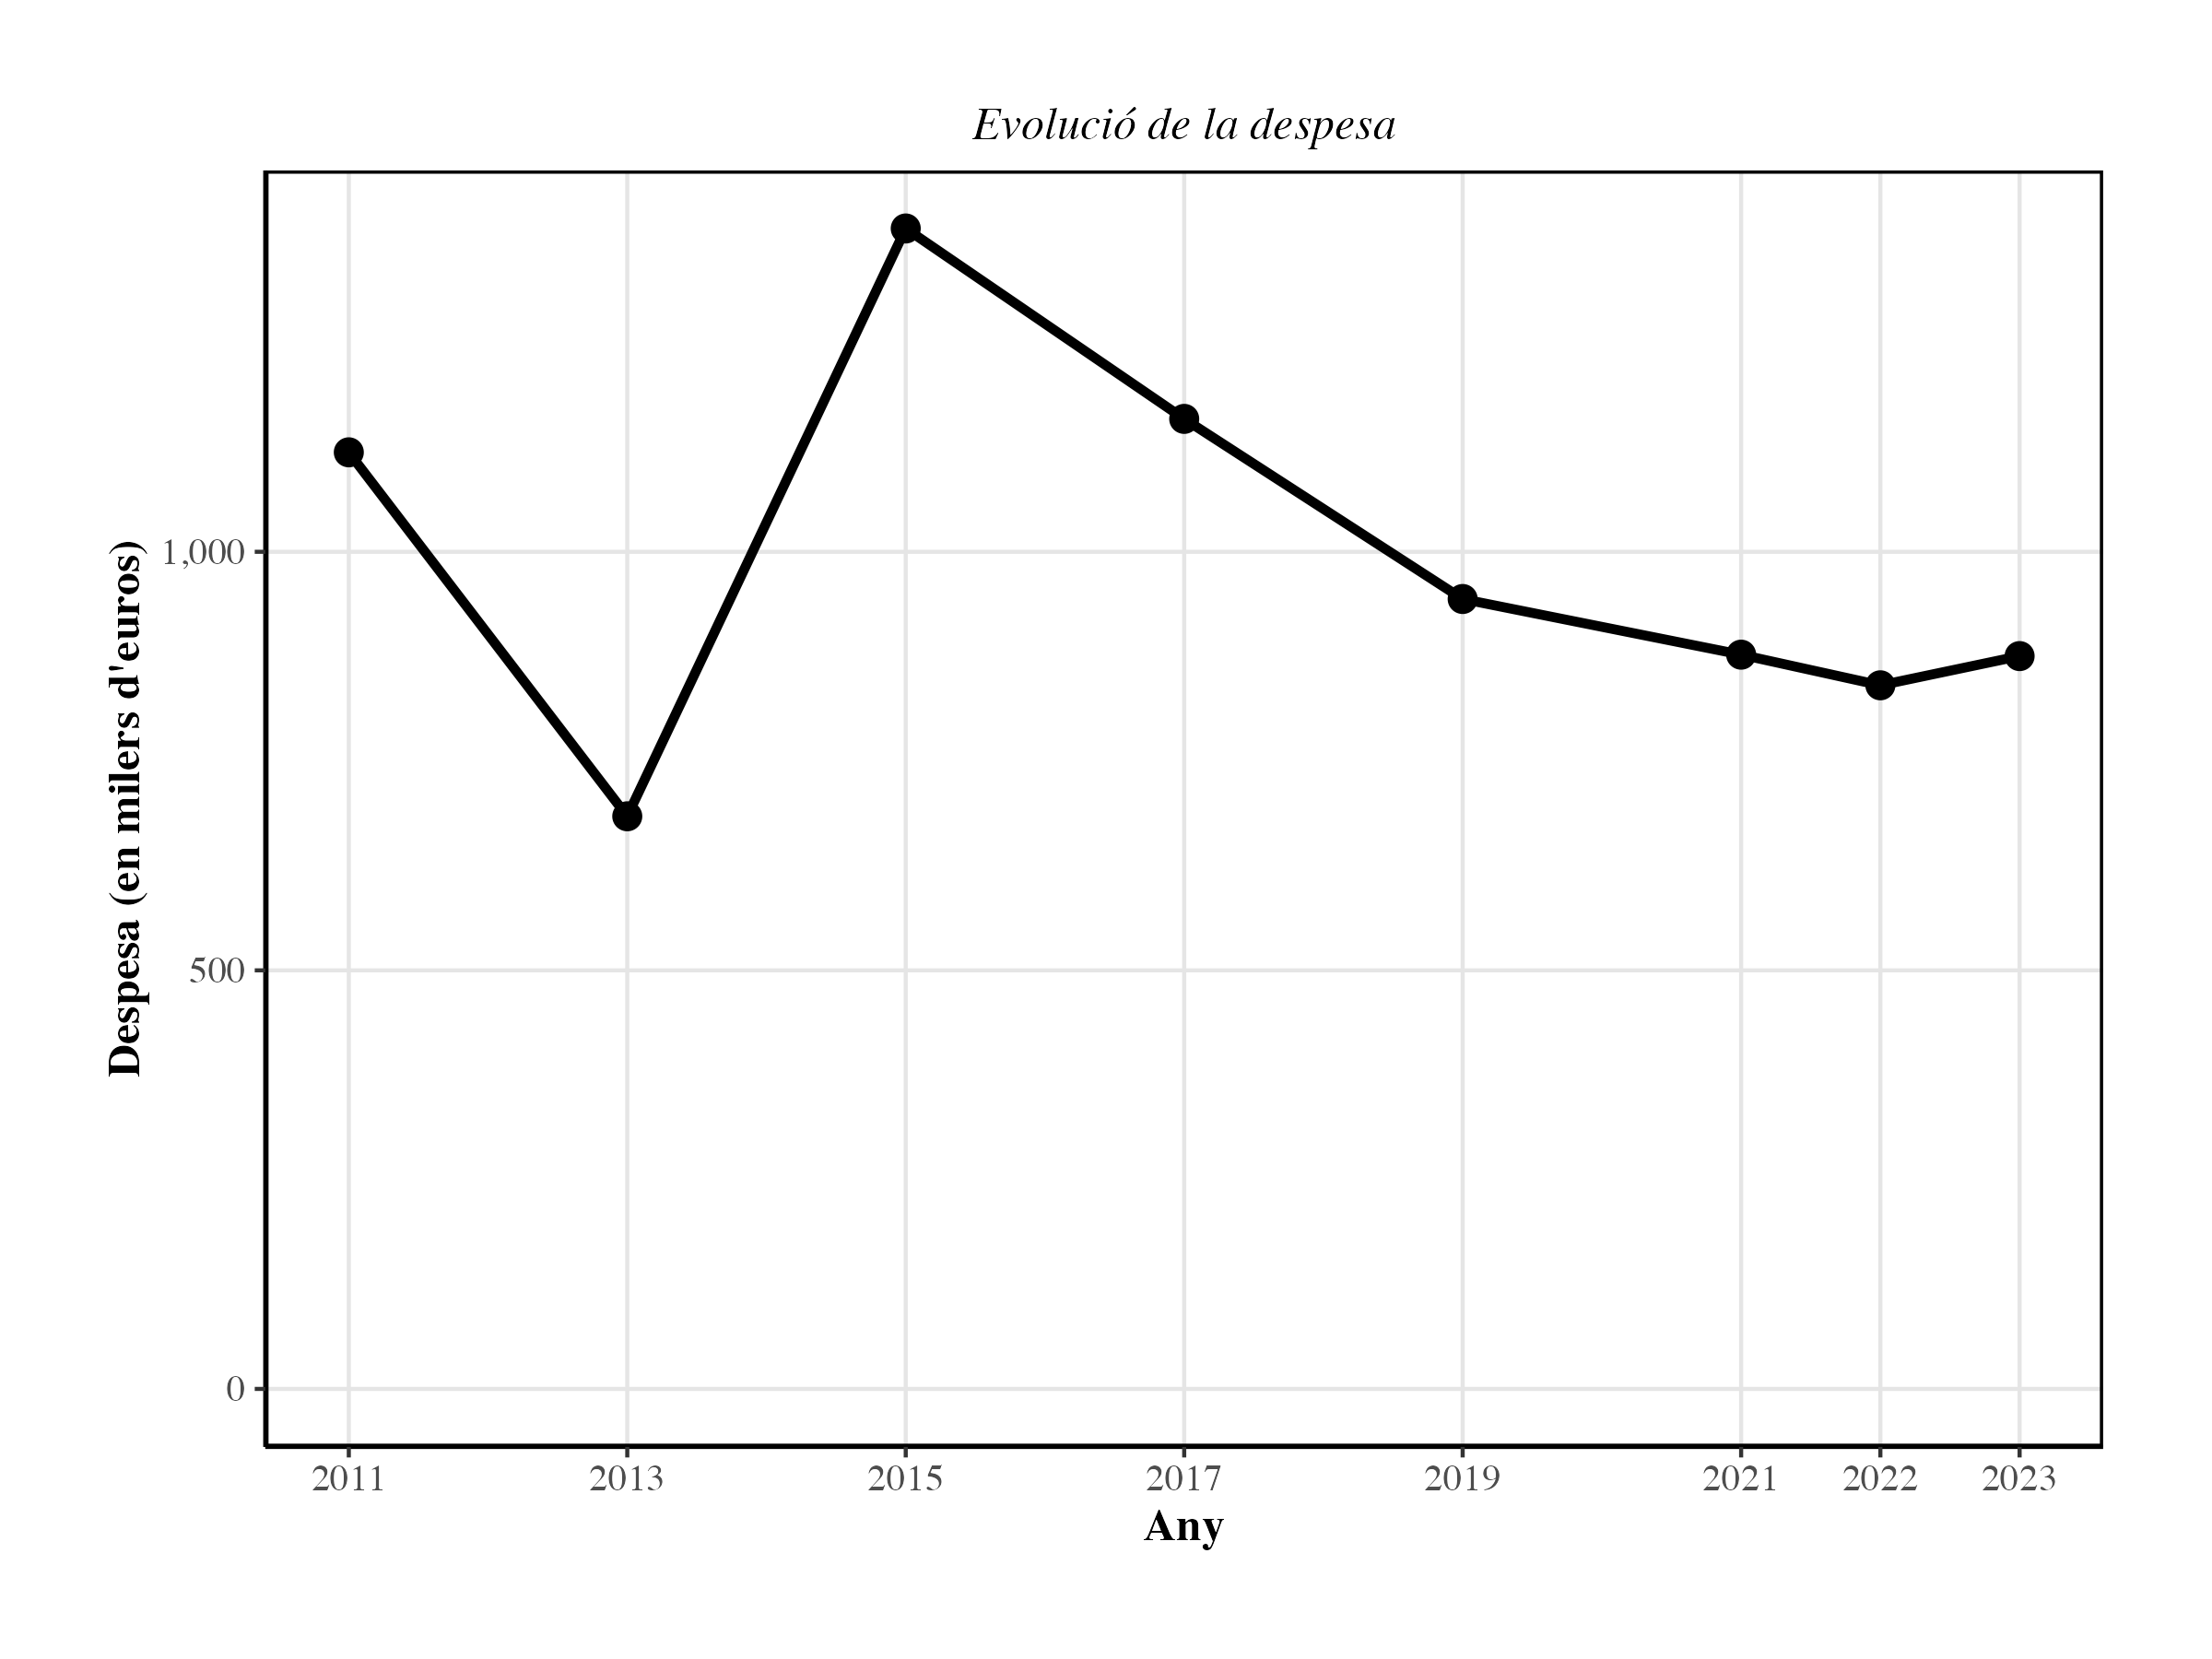 Evolució de la despesa
Despesa (en milers d'euros)
1,000
500
0
2011 2013 2015 2017 2019 2021 2022 2023
Any